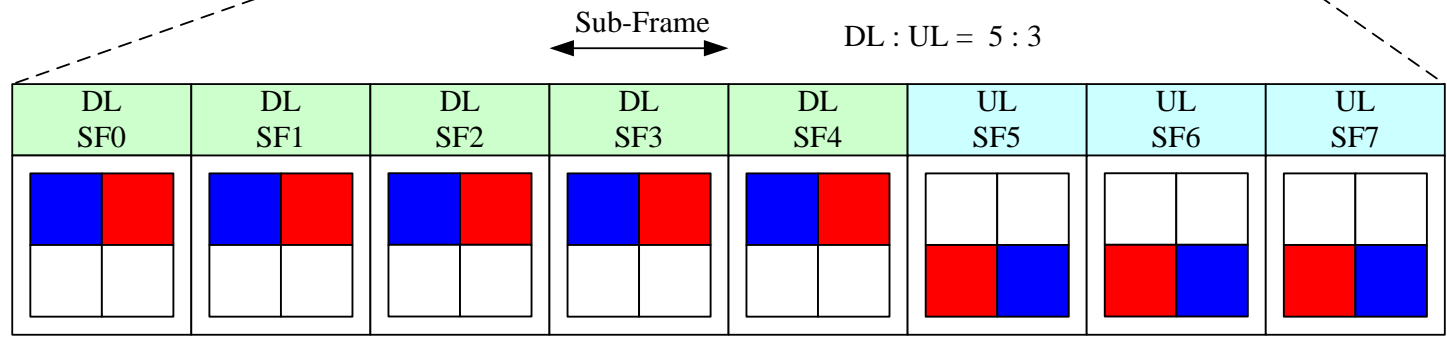 Sub-Frame
DL : UL = 5 : 3
DL DL DL DL DL UL UL UL
SF0 SF1 SF2 SF3 SF4 SF5 SF6 SF7